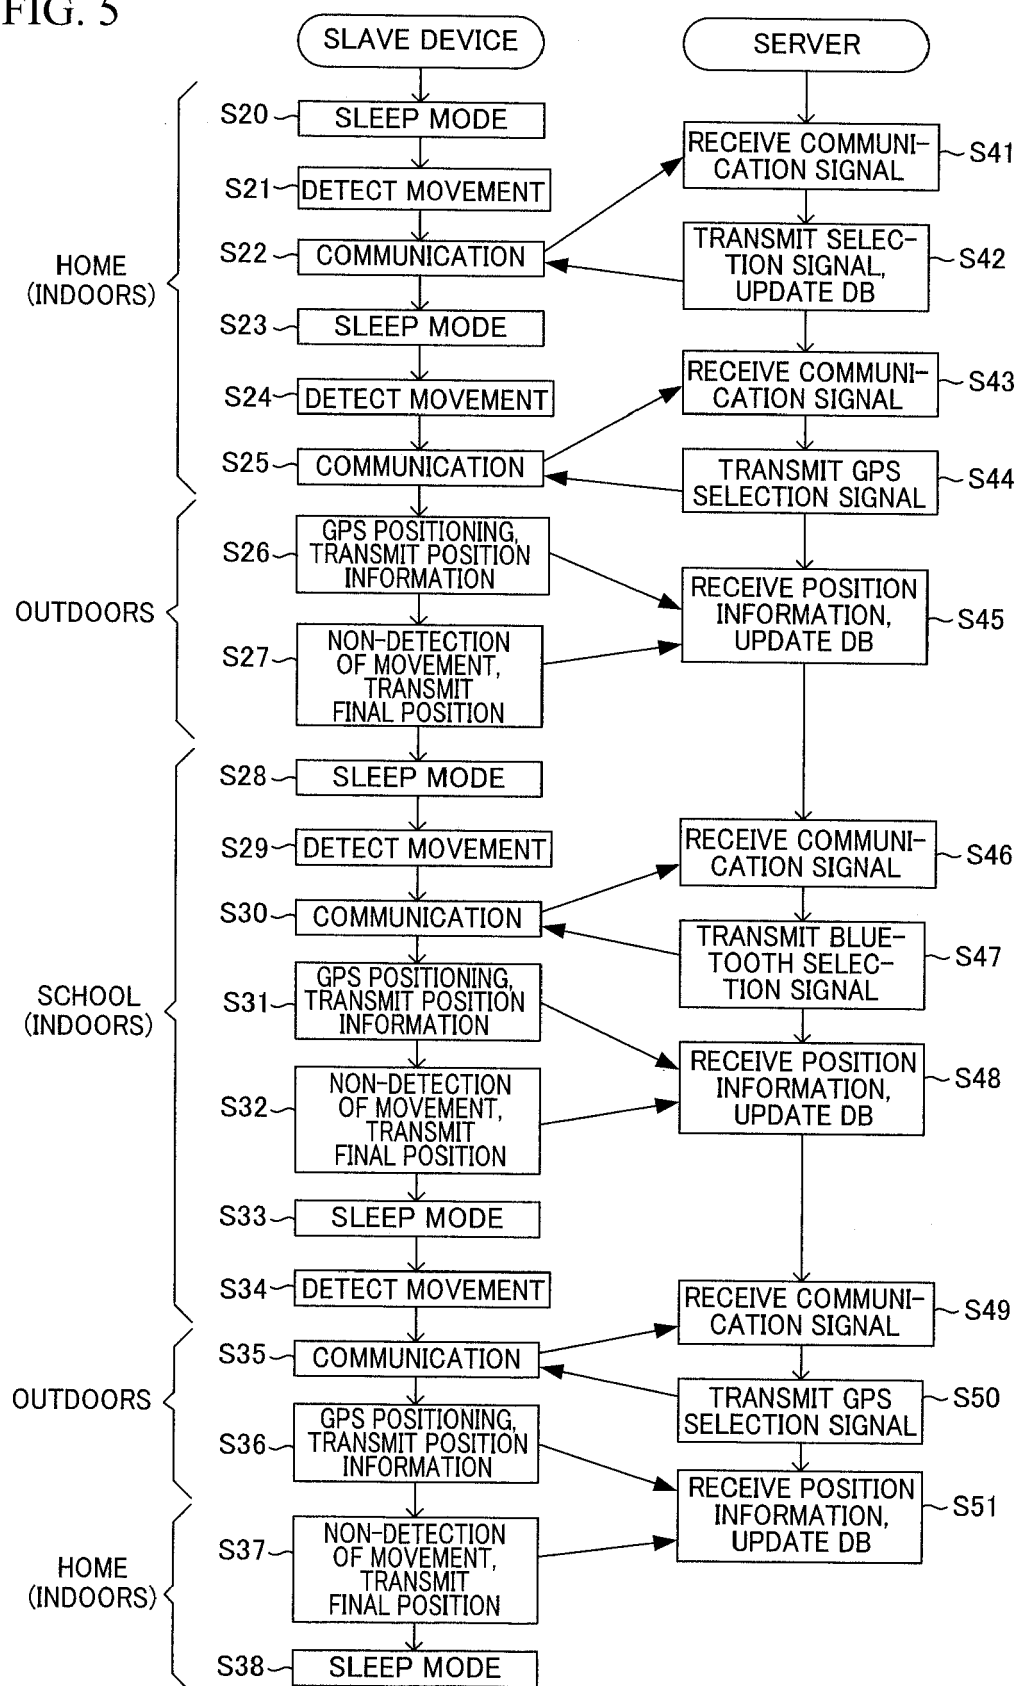 FIG. 5
SLAVE DEVICE
SERVER
S20
SLEEP MODE
RECEIVE COMMUNI-
CATION SIGNAL
S41
S21
DETECT MOVEMENT
S22
COMMUNICATION
TRANSMIT SELEC-
TION SIGNAL,
UPDATE DB
S42
HOME
(INDOORS)
S23
SLEEP MODE
RECEIVE COMMUNI-
CATION SIGNAL
S43
S24
DETECT MOVEMENT
S25
COMMUNICATION
TRANSMIT GPS
SELECTION SIGNAL
S44
S26
GPS POSITIONING,
TRANSMIT POSITION
INFORMATION
OUTDOORS
RECEIVE POSITION
INFORMATION,
UPDATE DB
S45
S27
NON-DETECTION
OF MOVEMENT,
TRANSMIT
FINAL POSITION
S28
SLEEP MODE
S29
DETECT MOVEMENT
RECEIVE COMMUNI-
CATION SIGNAL
S46
S30
COMMUNICATION
TRANSMIT BLUE-
TOOTH SELEC-
TION SIGNAL
S47
SCHOOL
(INDOORS)
S31
GPS POSITIONING,
TRANSMIT POSITION
INFORMATION
RECEIVE POSITION
INFORMATION,
UPDATE DB
S48
S32
NON-DETECTION
OF MOVEMENT,
TRANSMIT
FINAL POSITION
S33
SLEEP MODE
S34
DETECT MOVEMENT
RECEIVE COMMUNI-
CATION SIGNAL
S49
S35
COMMUNICATION
OUTDOORS
TRANSMIT GPS
SELECTION SIGNAL
S50
S36
GPS POSITIONING,
TRANSMIT POSITION
INFORMATION
RECEIVE POSITION
INFORMATION,
UPDATE DB
S51
HOME
(INDOORS)
S37
NON-DETECTION
OF MOVEMENT,
TRANSMIT
FINAL POSITION
S38
SLEEP MODE